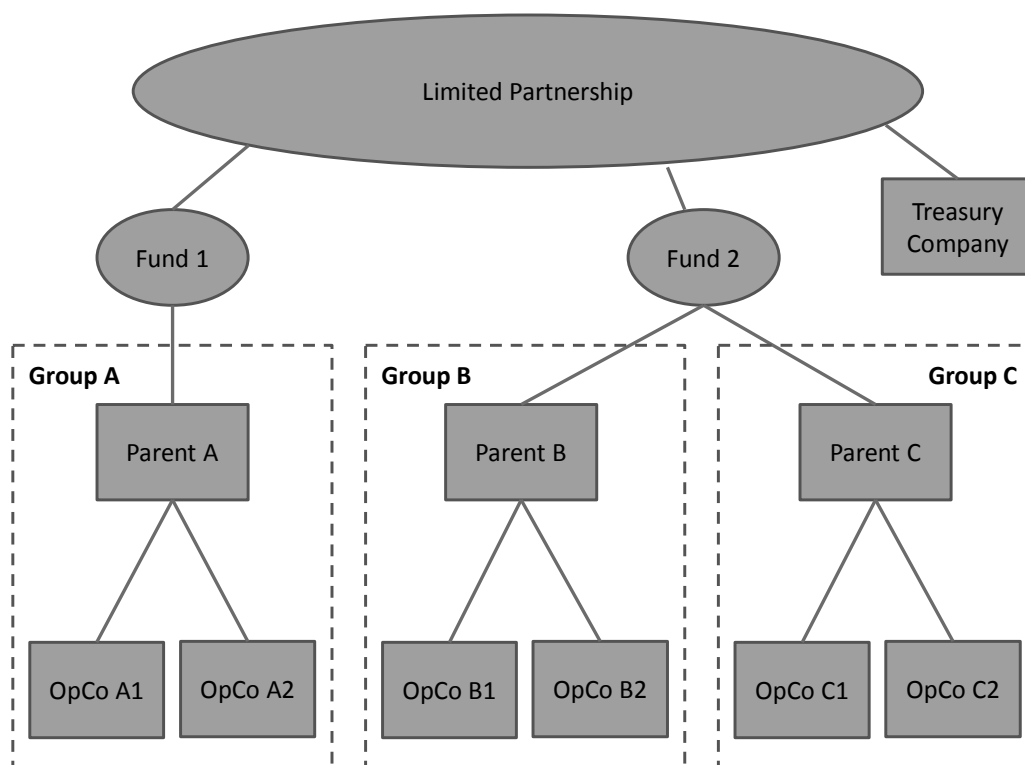 Limited Partnership
Treasury
Company
Fund 1
Fund 2
Group A
Group B
Group C
Parent A
Parent B
Parent C
OpCo A1
OpCo A2
OpCo B1
OpCo B2
OpCo C1
OpCo C2